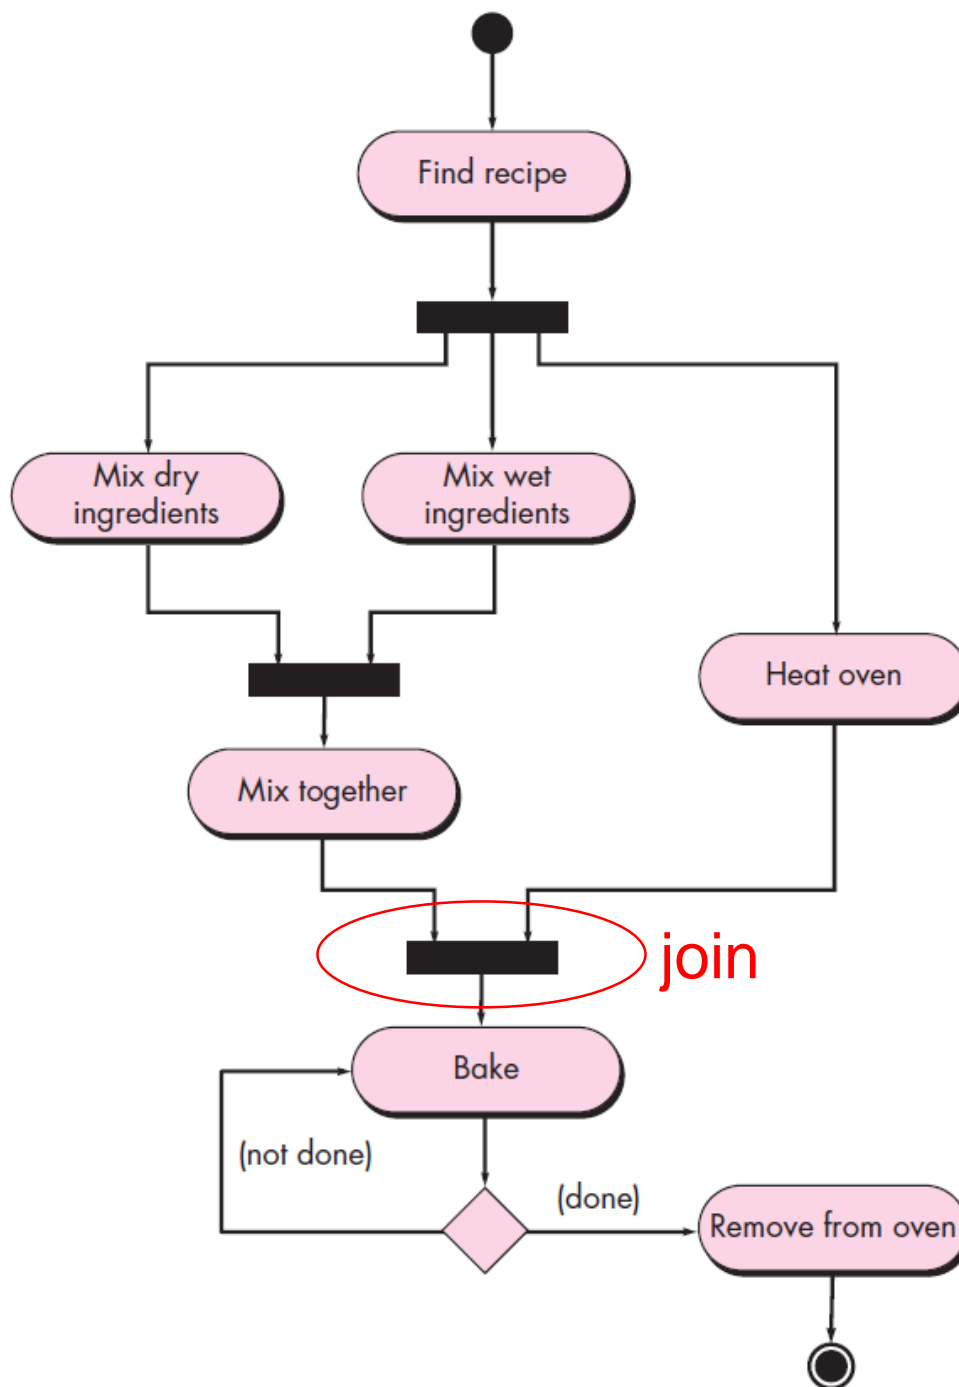 Find recipe
Mix dry
ingredients
Mix wet
ingredients
Heat oven
Mix together
join
Bake
(not done)
(done)
Remove from oven